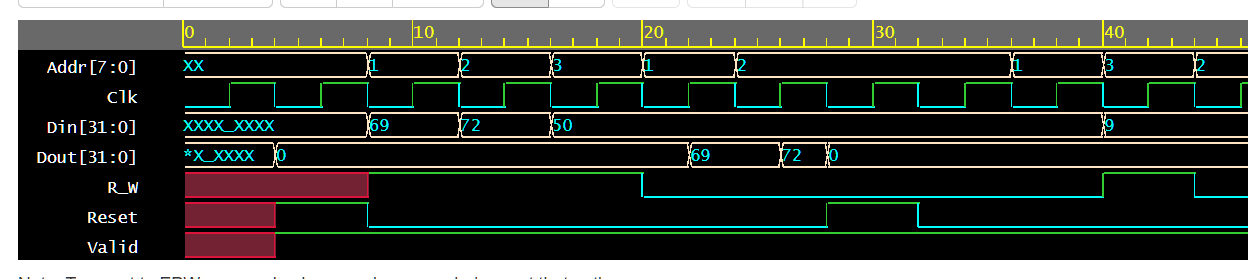 0 10 20 30 40
Addr[7:0] XX 1 2 3 1 2 1 3 2
Clk
Din[31:0] XXXX_XXXX 69 72 50 9
Dout[31:0] *X_XXXX 0 69 72 0
R_W
Reset
Valid